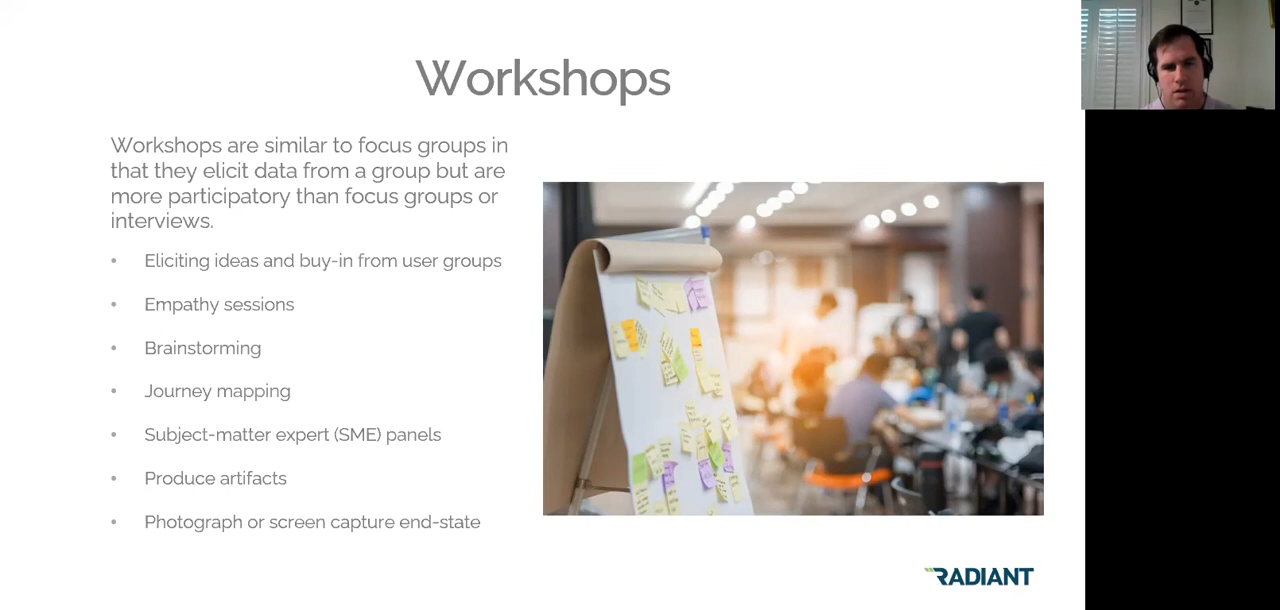 Workshops
Workshops are similar to focus groups in
that they elicit data from a group but are
more participatory than focus groups or
interviews.
• Eliciting ideas and buy-in from user groups
• Empathy sessions
• Brainstorming
• Journey mapping
• Subject-matter expert (SME) panels
• Produce artifacts
• Photograph or screen capture end-state
RADIANT